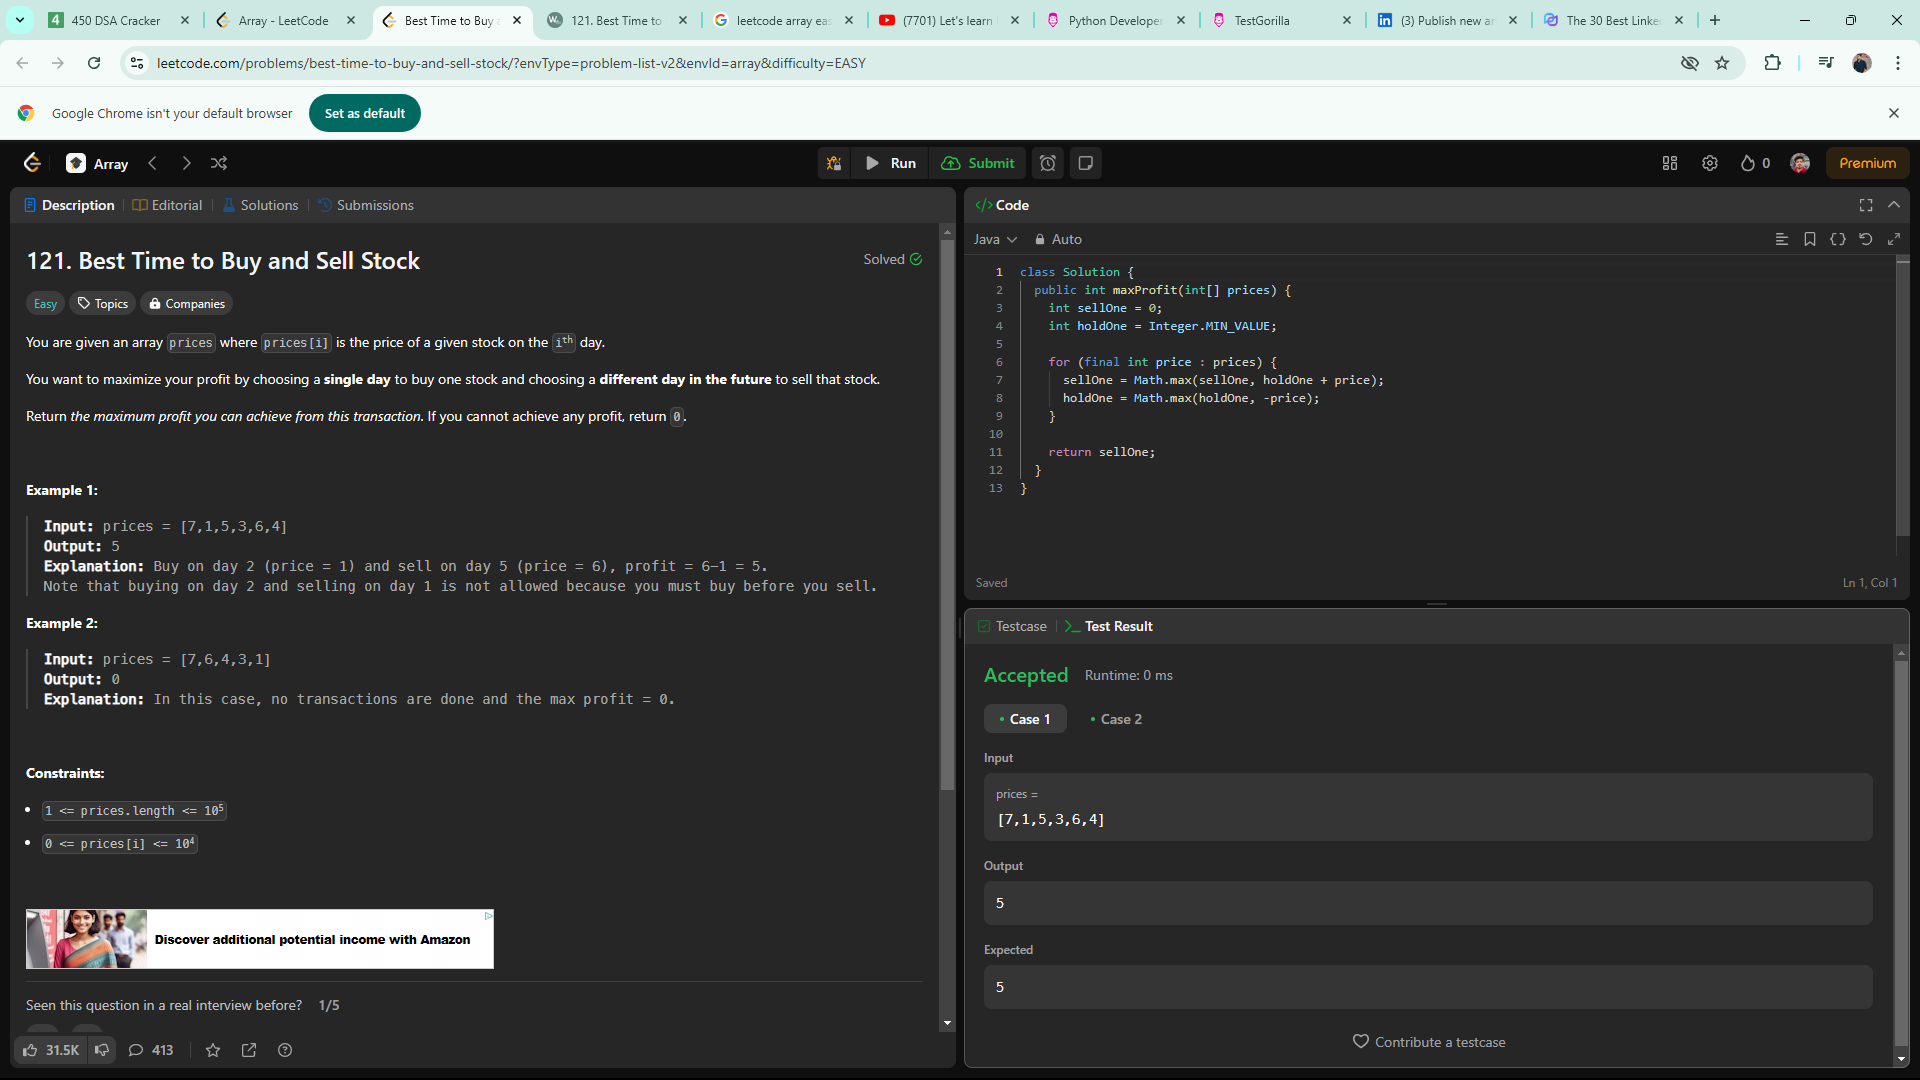 450 DSA Cracker
Array - LeetCode
Best Time to Buy a
121. Best Time to
leetcode array eas
(7701) Let's learn
Python Developer
TestGorilla
(3) Publish new ar
The 30 Best Linke
leetcode.com/problems/best-time-to-buy-and-sell-stock/?envType=problem-list-v2&envId=array&difficulty=EASY
Google Chrome isn't your default browser
Set as default
Array
Run
Submit
0
Premium
Description
Editorial
Solutions
Submissions
121. Best Time to Buy and Sell Stock
Solved
Easy
Topics
Companies
You are given an array prices where prices[i] is the price of a given stock on the ith day.
You want to maximize your profit by choosing a single day to buy one stock and choosing a different day in the future to sell that stock.
Return the maximum profit you can achieve from this transaction. If you cannot achieve any profit, return 0.
Example 1:
Input: prices = [7,1,5,3,6,4]
Output: 5
Explanation: Buy on day 2 (price = 1) and sell on day 5 (price = 6), profit = 6-1 = 5.
Note that buying on day 2 and selling on day 1 is not allowed because you must buy before you sell.
Example 2:
Input: prices = [7,6,4,3,1]
Output: 0
Explanation: In this case, no transactions are done and the max profit = 0.
Constraints:
1 <= prices.length <= 10⁵
0 <= prices[i] <= 10⁴
Discover additional potential income with Amazon
Seen this question in a real interview before? 1/5
31.5K
413
</> Code
Java
Auto
1 class Solution {
2 public int maxProfit(int[] prices) {
3 int sellOne = 0;
4 int holdOne = Integer.MIN_VALUE;
5
6 for (final int price : prices) {
7 sellOne = Math.max(sellOne, holdOne + price);
8 holdOne = Math.max(holdOne, -price);
9 }
10
11 return sellOne;
12 }
13 }
Saved
Ln 1, Col 1
Testcase
Test Result
Accepted
Runtime: 0 ms
Case 1
Case 2
Input
prices =
[7,1,5,3,6,4]
Output
5
Expected
5
Contribute a testcase